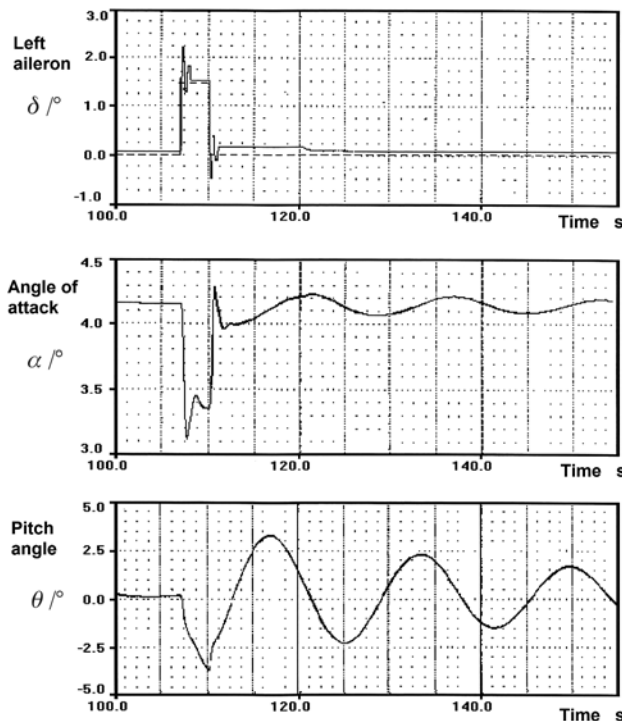 Left
aileron
δ /°
3.0
2.0
1.0
0.0
-1.0
100.0 120.0 140.0 Time s
Angle of
attack
α /°
4.5
4.0
3.5
3.0
100.0 120.0 140.0 Time s
Pitch
angle
θ /°
5.0
2.5
0.0
-2.5
-5.0
100.0 120.0 140.0 Time s